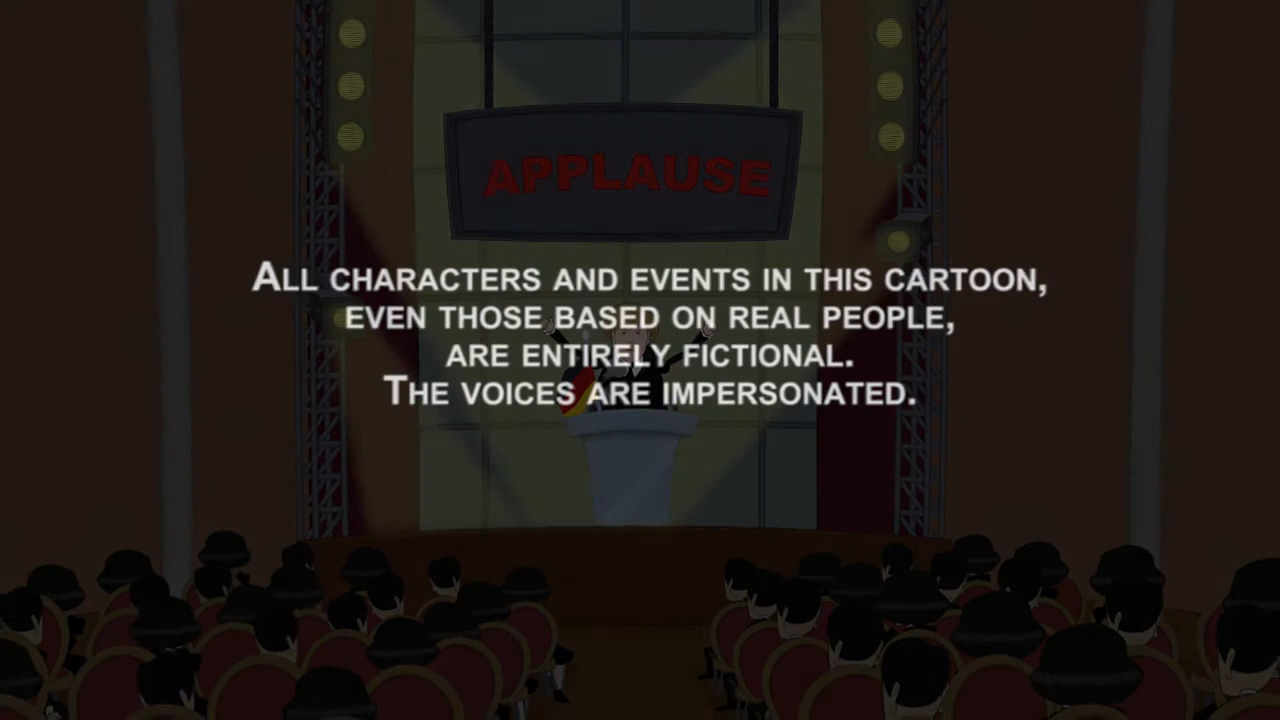 APPLAUSE
ALL CHARACTERS AND EVENTS IN THIS CARTOON,
EVEN THOSE BASED ON REAL PEOPLE,
ARE ENTIRELY FICTIONAL.
THE VOICES ARE IMPERSONATED.